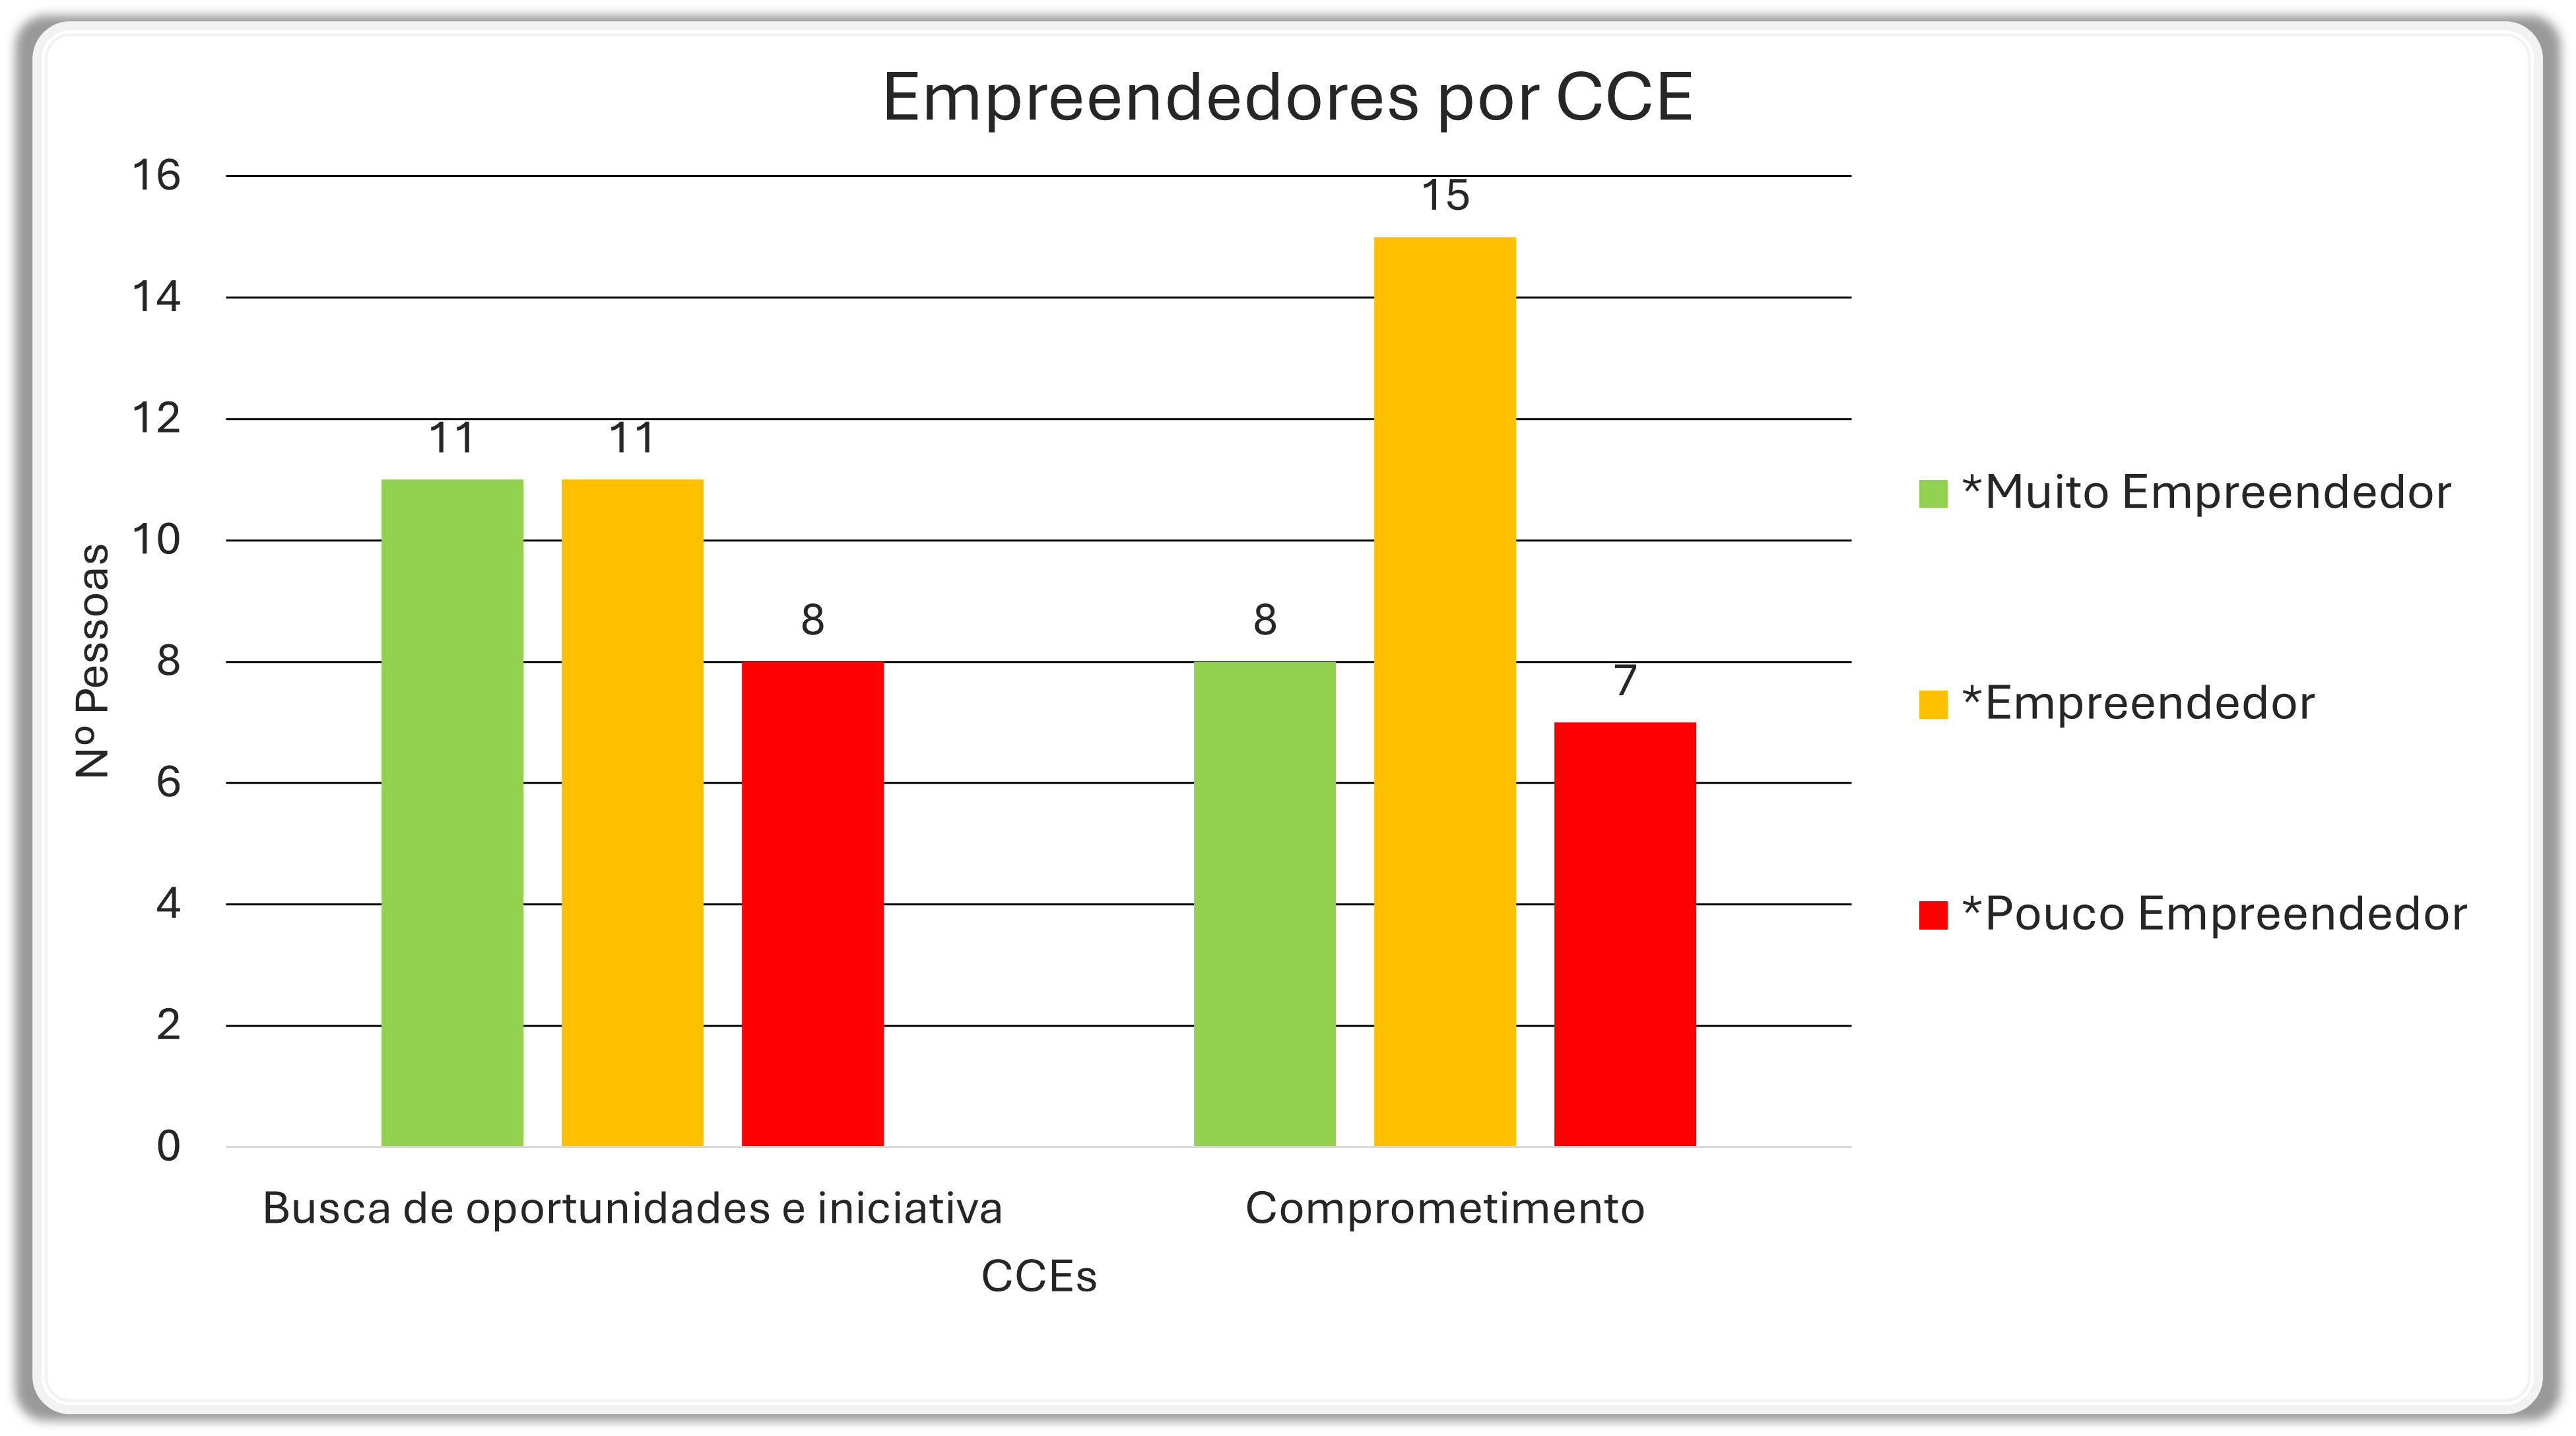 Empreendedores por CCE
16
14
12
10
8
6
4
2
0
Nº Pessoas
11
11
8
8
15
7
Busca de oportunidades e iniciativa
Comprometimento
CCEs
*Muito Empreendedor
*Empreendedor
*Pouco Empreendedor